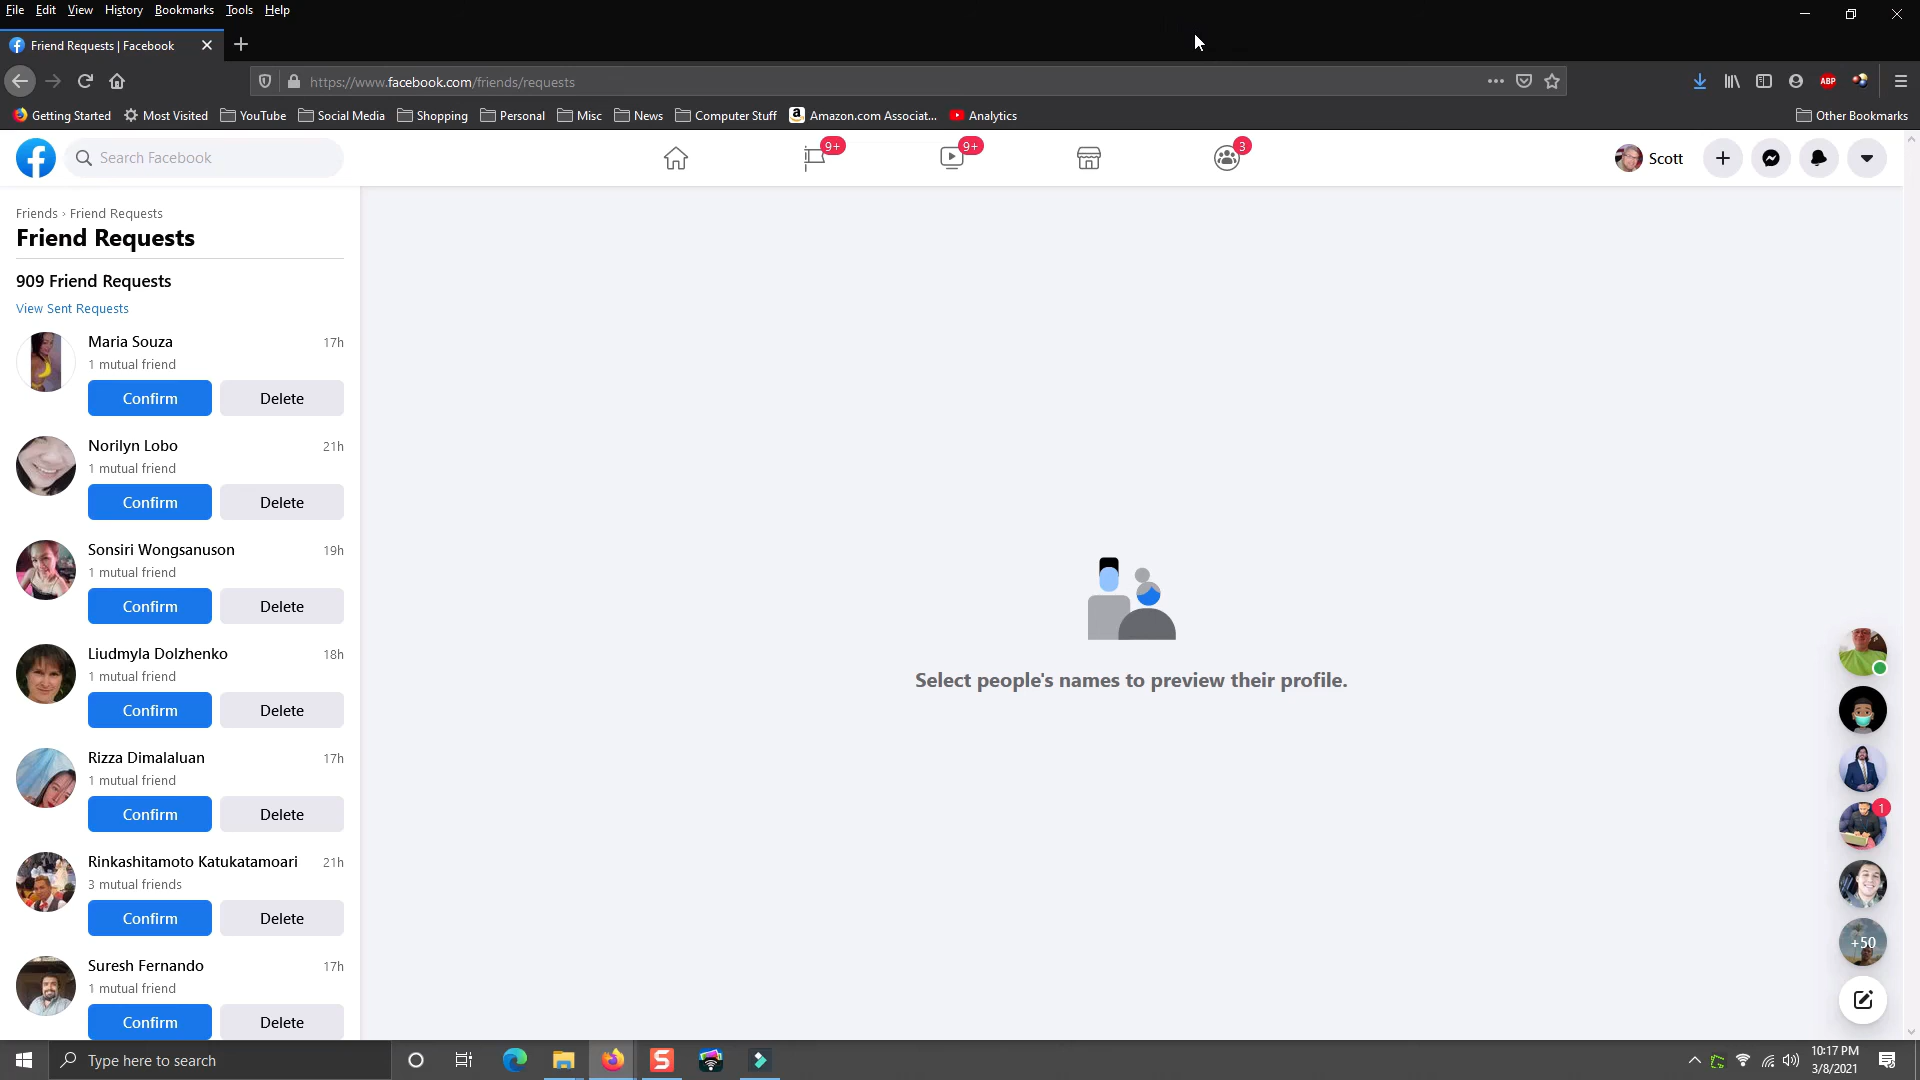 File Edit View History Bookmarks Tools Help
Friend Requests | Facebook
https://www.facebook.com/friends/requests
ABP
Getting Started Most Visited YouTube Social Media Shopping Personal Misc News Computer Stuff Amazon.com Associat... Analytics Other Bookmarks
Search Facebook
9+
9+
3
Scott
Friends › Friend Requests
Friend Requests
909 Friend Requests
View Sent Requests
Maria Souza 17h
1 mutual friend
Confirm Delete
Norilyn Lobo 21h
1 mutual friend
Confirm Delete
Sonsiri Wongsanuson 19h
1 mutual friend
Confirm Delete
Liudmyla Dolzhenko 18h
1 mutual friend
Confirm Delete
Rizza Dimalaluan 17h
1 mutual friend
Confirm Delete
Rinkashitamoto Katukatamoari 21h
3 mutual friends
Confirm Delete
Suresh Fernando 17h
1 mutual friend
Confirm Delete
Select people's names to preview their profile.
1
+50
Type here to search
S
10:17 PM
3/8/2021